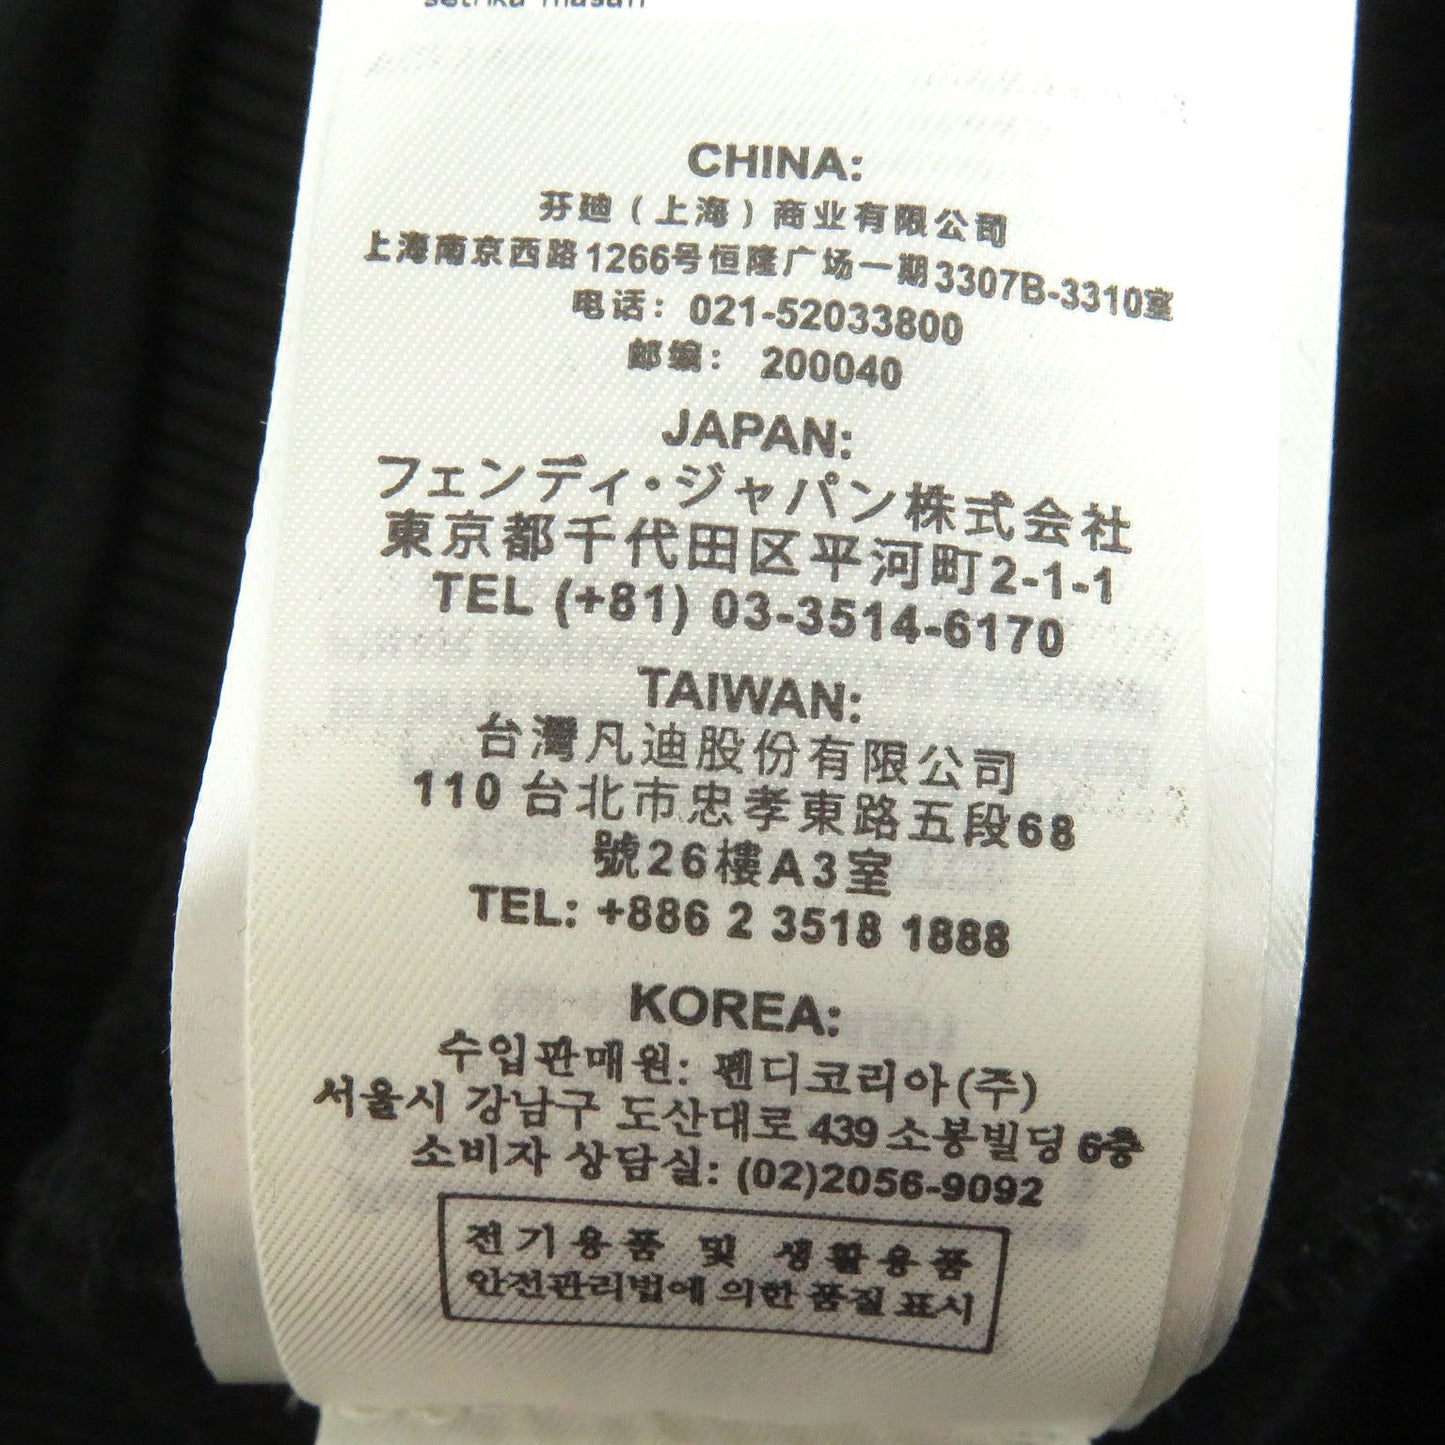 CHINA:
芬迪（上海）商业有限公司
上海南京西路1266号恒隆广场一期3307B-3310室
电话：021-52033800
邮编：200040
JAPAN:
フェンディ・ジャパン株式会社
東京都千代田区平河町2-1-1
TEL (+81) 03-3514-6170
TAIWAN:
台灣凡迪股份有限公司
110 台北市忠孝東路五段68
號26樓A3室
TEL: +886 2 3518 1888
KOREA:
수입판매원: 펜디코리아(주)
서울시 강남구 도산대로 439 소봉빌딩 6층
소비자 상담실: (02)2056-9092
전기용품 및 생활용품
안전관리법에 의한 품질 표시